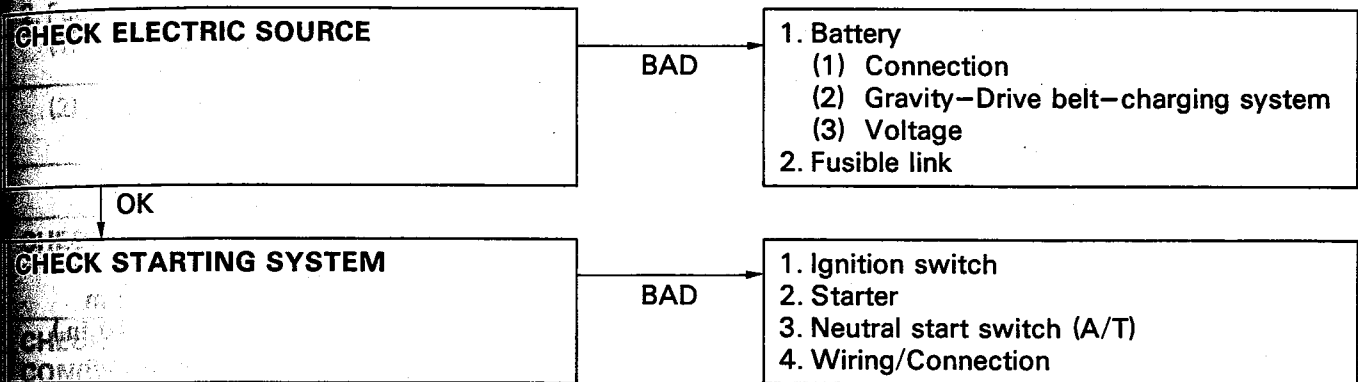 CHECK ELECTRIC SOURCE
BAD
1. Battery
(1) Connection
(2) Gravity–Drive belt–charging system
(3) Voltage
2. Fusible link
OK
CHECK STARTING SYSTEM
BAD
1. Ignition switch
2. Starter
3. Neutral start switch (A/T)
4. Wiring/Connection